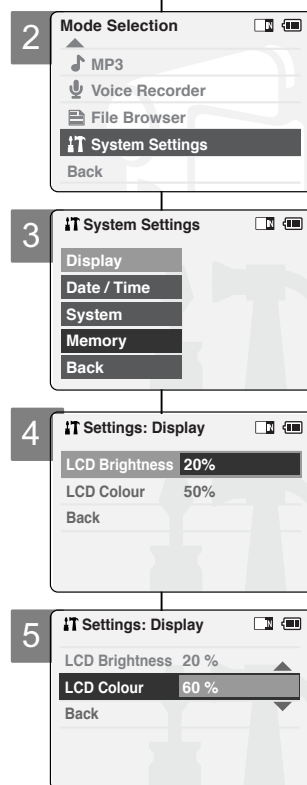 2
Mode Selection
MP3
Voice Recorder
File Browser
System Settings
Back
3
System Settings
Display
Date / Time
System
Memory
Back
4
Settings: Display
LCD Brightness 20%
LCD Colour 50%
Back
5
Settings: Display
LCD Brightness 20 %
LCD Colour 60 %
Back